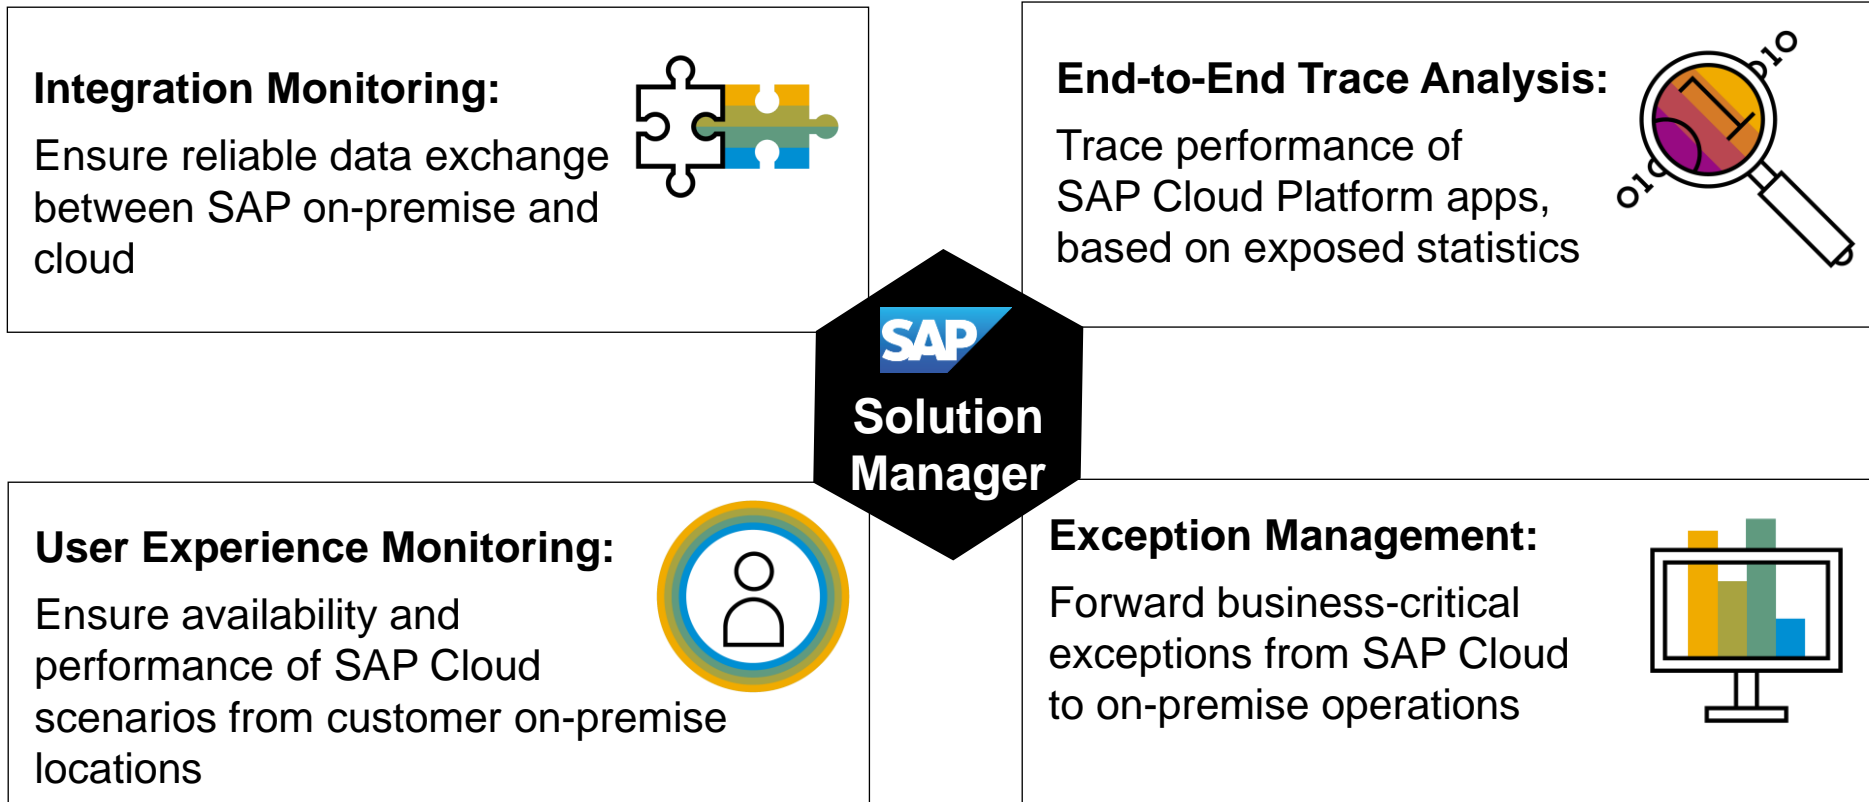 Integration Monitoring:
Ensure reliable data exchange
between SAP on-premise and
cloud
End-to-End Trace Analysis:
Trace performance of
SAP Cloud Platform apps,
based on exposed statistics
010
010
SAP
Solution
Manager
User Experience Monitoring:
Ensure availability and
performance of SAP Cloud
scenarios from customer on-premise
locations
Exception Management:
Forward business-critical
exceptions from SAP Cloud
to on-premise operations